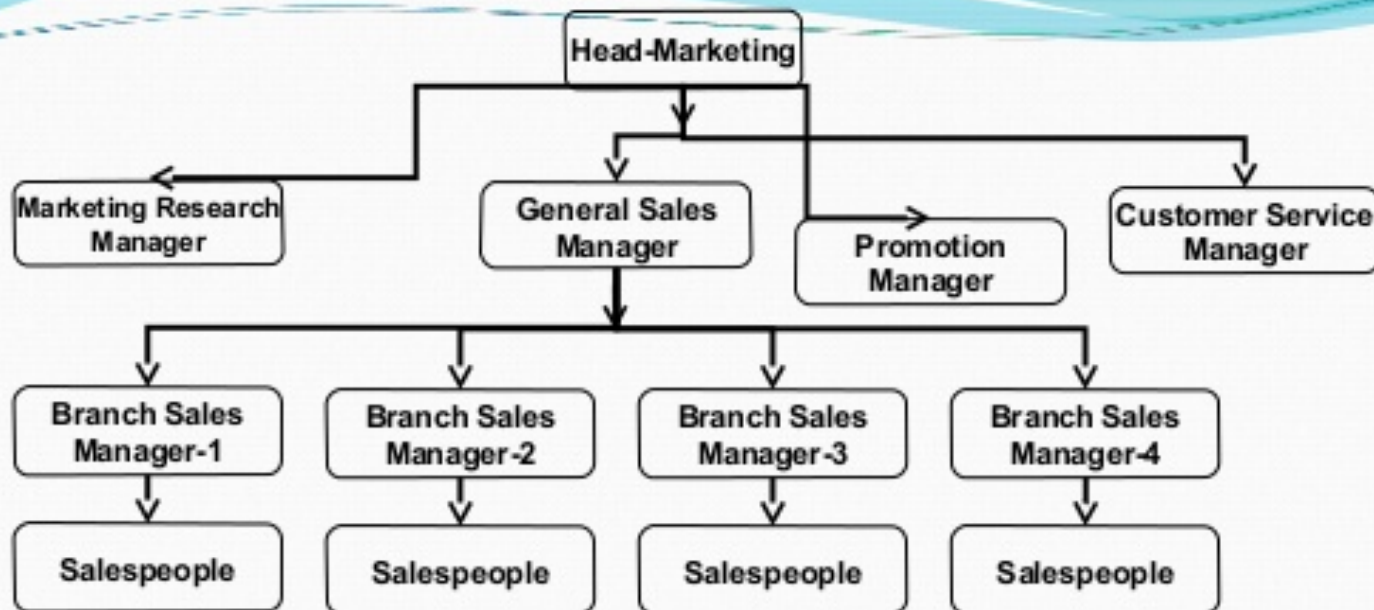 Head-Marketing
Marketing Research
Manager
General Sales
Manager
Promotion
Manager
Customer Service
Manager
Branch Sales
Manager-1
Branch Sales
Manager-2
Branch Sales
Manager-3
Branch Sales
Manager-4
Salespeople
Salespeople
Salespeople
Salespeople